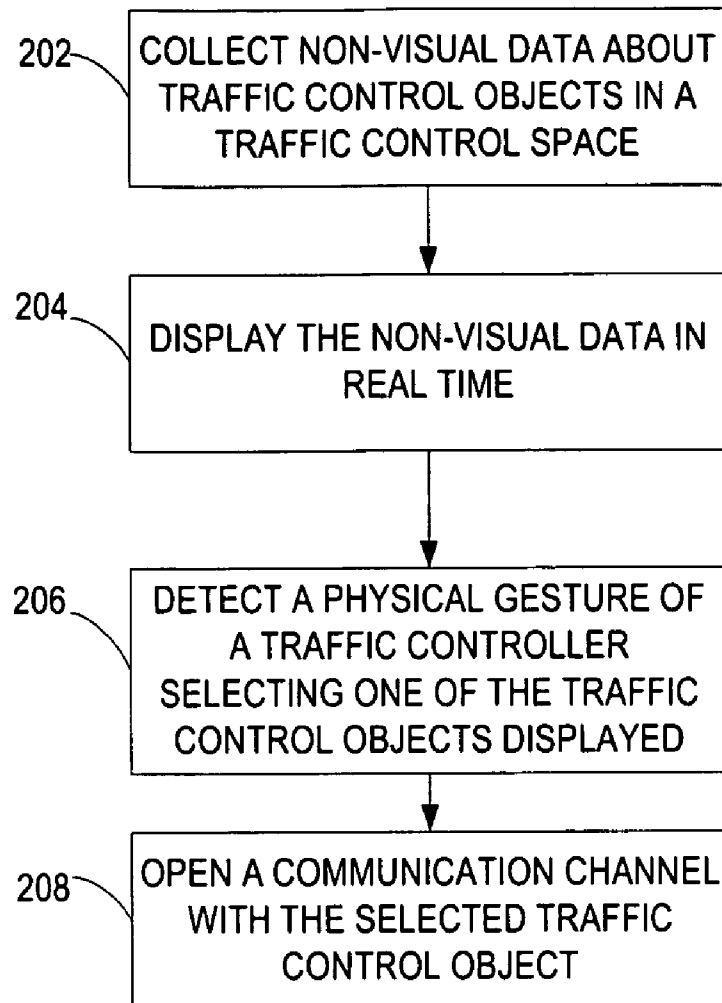 202
COLLECT NON-VISUAL DATA ABOUT
TRAFFIC CONTROL OBJECTS IN A
TRAFFIC CONTROL SPACE
204
DISPLAY THE NON-VISUAL DATA IN
REAL TIME
206
DETECT A PHYSICAL GESTURE OF
A TRAFFIC CONTROLLER
SELECTING ONE OF THE TRAFFIC
CONTROL OBJECTS DISPLAYED
208
OPEN A COMMUNICATION CHANNEL
WITH THE SELECTED TRAFFIC
CONTROL OBJECT